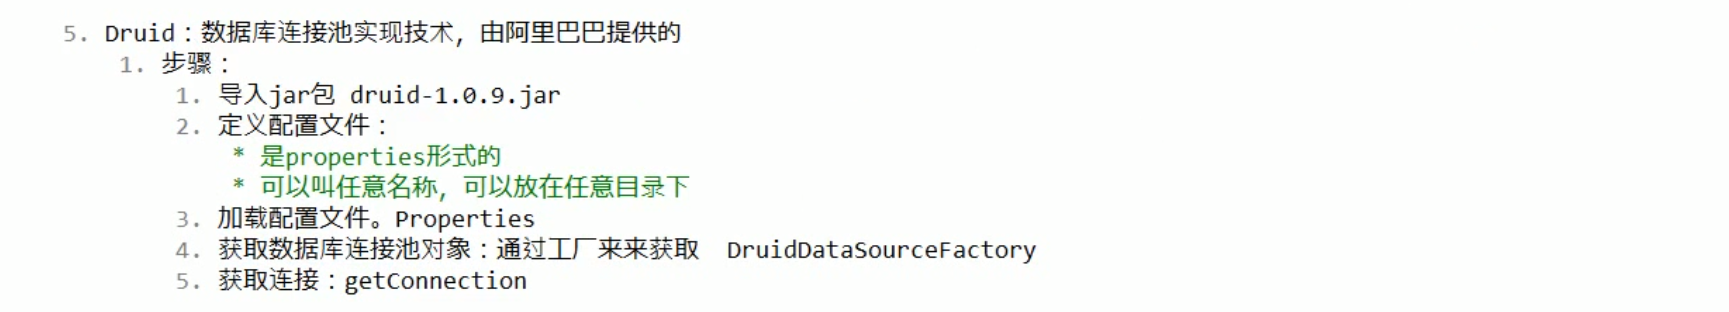 5. Druid：数据库连接池实现技术，由阿里巴巴提供的
1. 步骤：
1. 导入jar包 druid-1.0.9.jar
2. 定义配置文件：
* 是properties形式的
* 可以叫任意名称，可以放在任意目录下
3. 加载配置文件。Properties
4. 获取数据库连接池对象：通过工厂来来获取 DruidDataSourceFactory
5. 获取连接：getConnection